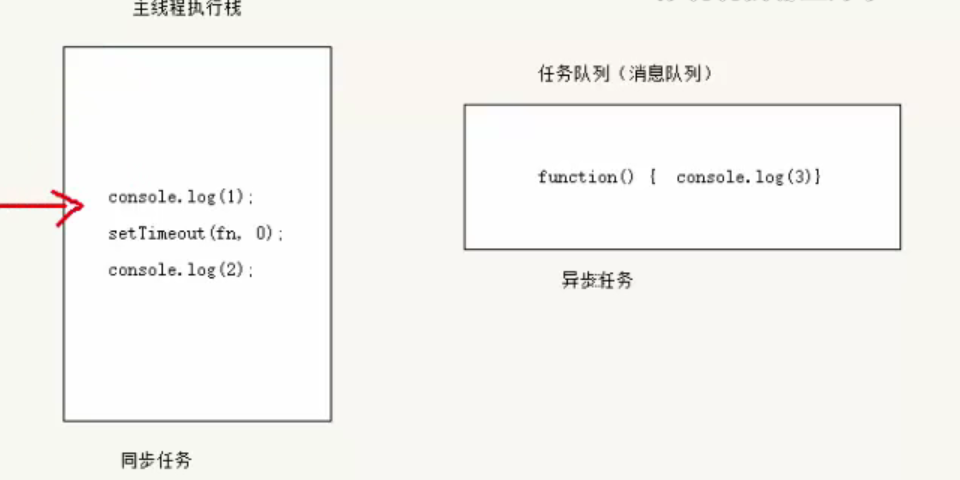 主线程执行栈
console.log(1);
setTimeout(fn, 0);
console.log(2);
同步任务
任务队列（消息队列）
function() {  console.log(3)}
异步任务